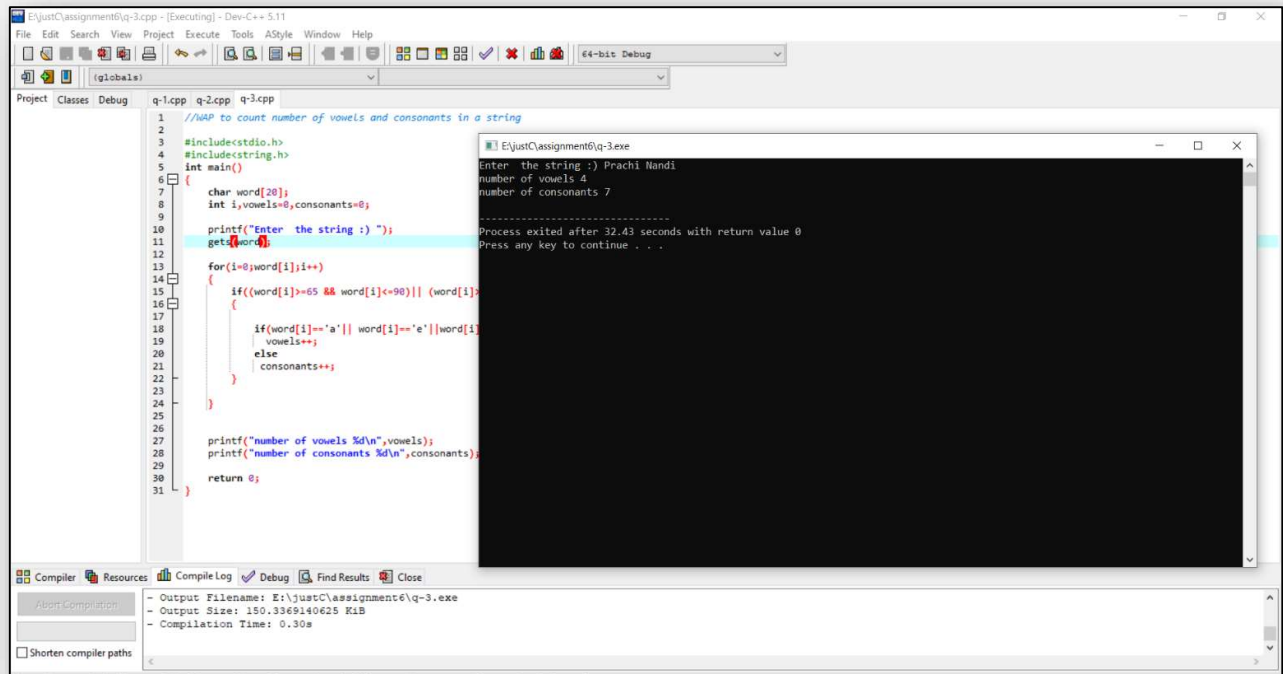 E:\justC\assignment6\q-3.cpp - [Executing] - Dev-C++ 5.11
File Edit Search View Project Execute Tools AStyle Window Help
64-bit Debug
(globals)
Project Classes Debug
q-1.cpp q-2.cpp q-3.cpp
1 //WAP to count number of vowels and consonants in a string
2
3 #include<stdio.h>
4 #include<string.h>
5 int main()
6 {
7 char word[20];
8 int i,vowels=0,consonants=0;
9
10 printf("Enter  the string :) ");
11 gets(word);
12
13 for(i=0;word[i];i++)
14 {
15 if((word[i]>=65 && word[i]<=90)|| (word[i]>
16 {
17
18 if(word[i]=='a'|| word[i]=='e'||word[i]
19 vowels++;
20 else
21 consonants++;
22 }
23
24 }
25
26
27 printf("number of vowels %d\n",vowels);
28 printf("number of consonants %d\n",consonants);
29
30 return 0;
31 }
E:\justC\assignment6\q-3.exe
Enter  the string :) Prachi Nandi
number of vowels 4
number of consonants 7
--------------------------------
Process exited after 32.43 seconds with return value 0
Press any key to continue . . .
Compiler Resources Compile Log Debug Find Results Close
Abort Compilation
Shorten compiler paths
- Output Filename: E:\justC\assignment6\q-3.exe
- Output Size: 150.3369140625 KiB
- Compilation Time: 0.30s